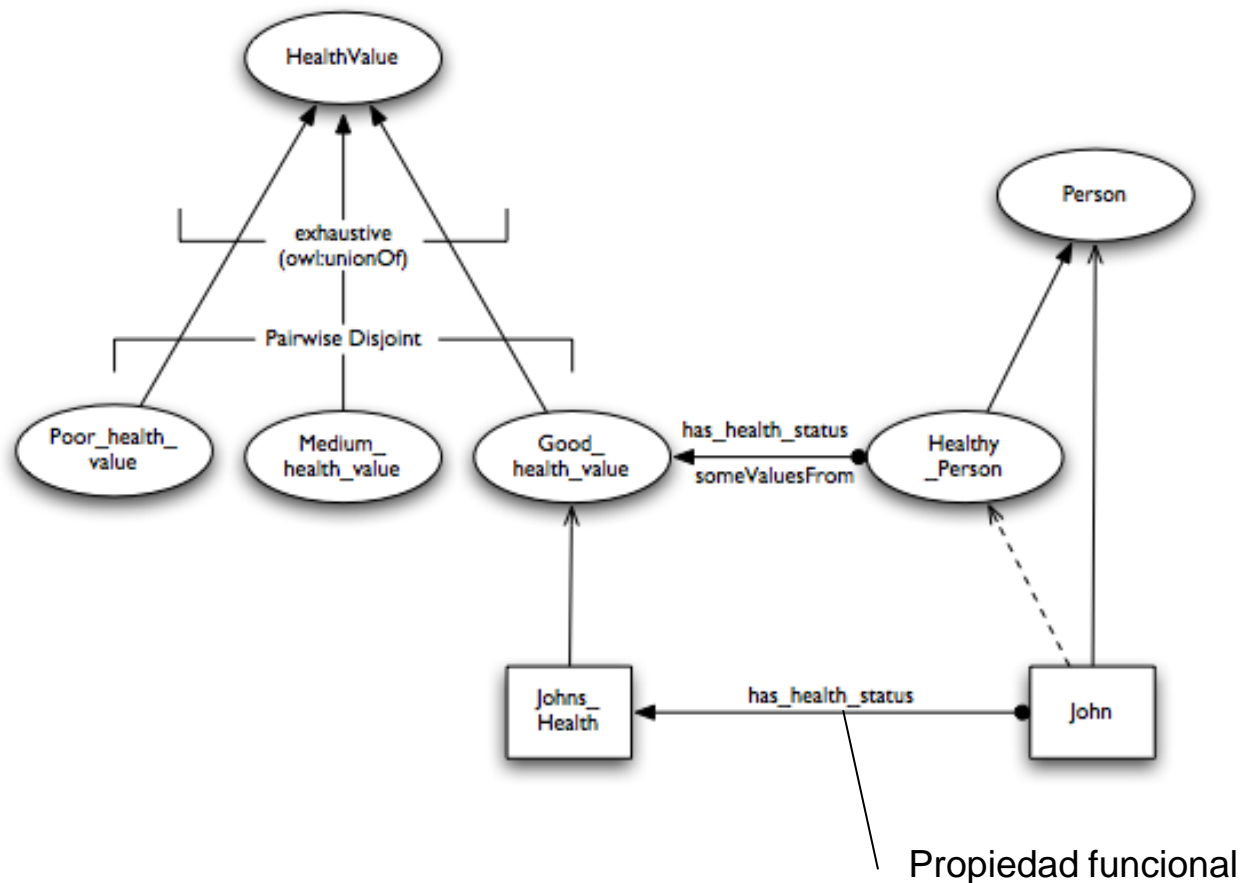 HealthValue
Person
exhaustive
(owl:unionOf)
Pairwise Disjoint
Poor_health_
value
Medium_
health_value
Good_
health_value
has_health_status
someValuesFrom
Healthy
_Person
Johns_
Health
has_health_status
John
Propiedad funcional